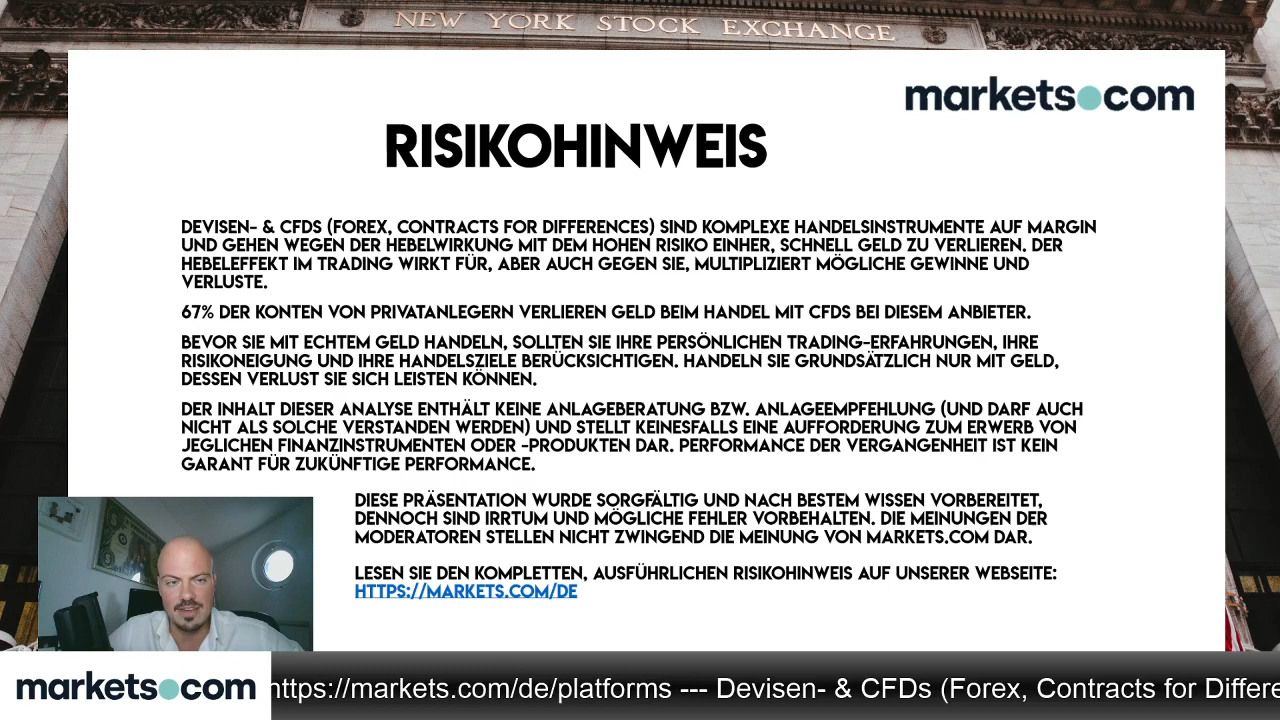 NEW YORK STOCK EXCHANGE
markets.com
RISIKOHINWEIS
DEVISEN- & CFDS (FOREX, CONTRACTS FOR DIFFERENCES) SIND KOMPLEXE HANDELSINSTRUMENTE AUF MARGIN
UND GEHEN WEGEN DER HEBELWIRKUNG MIT DEM HOHEN RISIKO EINHER, SCHNELL GELD ZU VERLIEREN. DER
HEBELEFFEKT IM TRADING WIRKT FÜR, ABER AUCH GEGEN SIE, MULTIPLIZIERT MÖGLICHE GEWINNE UND
VERLUSTE.
67% DER KONTEN VON PRIVATANLEGERN VERLIEREN GELD BEIM HANDEL MIT CFDS BEI DIESEM ANBIETER.
BEVOR SIE MIT ECHTEM GELD HANDELN, SOLLTEN SIE IHRE PERSÖNLICHEN TRADING-ERFAHRUNGEN, IHRE
RISIKONEIGUNG UND IHRE HANDELSZIELE BERÜCKSICHTIGEN. HANDELN SIE GRUNDSÄTZLICH NUR MIT GELD,
DESSEN VERLUST SIE SICH LEISTEN KÖNNEN.
DER INHALT DIESER ANALYSE ENTHÄLT KEINE ANLAGEBERATUNG BZW. ANLAGEEMPFEHLUNG (UND DARF AUCH
NICHT ALS SOLCHE VERSTANDEN WERDEN) UND STELLT KEINESFALLS EINE AUFFORDERUNG ZUM ERWERB VON
JEGLICHEN FINANZINSTRUMENTEN ODER -PRODUKTEN DAR. PERFORMANCE DER VERGANGENHEIT IST KEIN
GARANT FÜR ZUKÜNFTIGE PERFORMANCE.
DIESE PRÄSENTATION WURDE SORGFÄLTIG UND NACH BESTEM WISSEN VORBEREITET,
DENNOCH SIND IRRTUM UND MÖGLICHE FEHLER VORBEHALTEN. DIE MEINUNGEN DER
MODERATOREN STELLEN NICHT ZWINGEND DIE MEINUNG VON MARKETS.COM DAR.
LESEN SIE DEN KOMPLETTEN, AUSFÜHRLICHEN RISIKOHINWEIS AUF UNSERER WEBSEITE:
HTTPS://MARKETS.COM/DE
markets.com
https://markets.com/de/platforms --- Devisen- & CFDs (Forex, Contracts for Differe